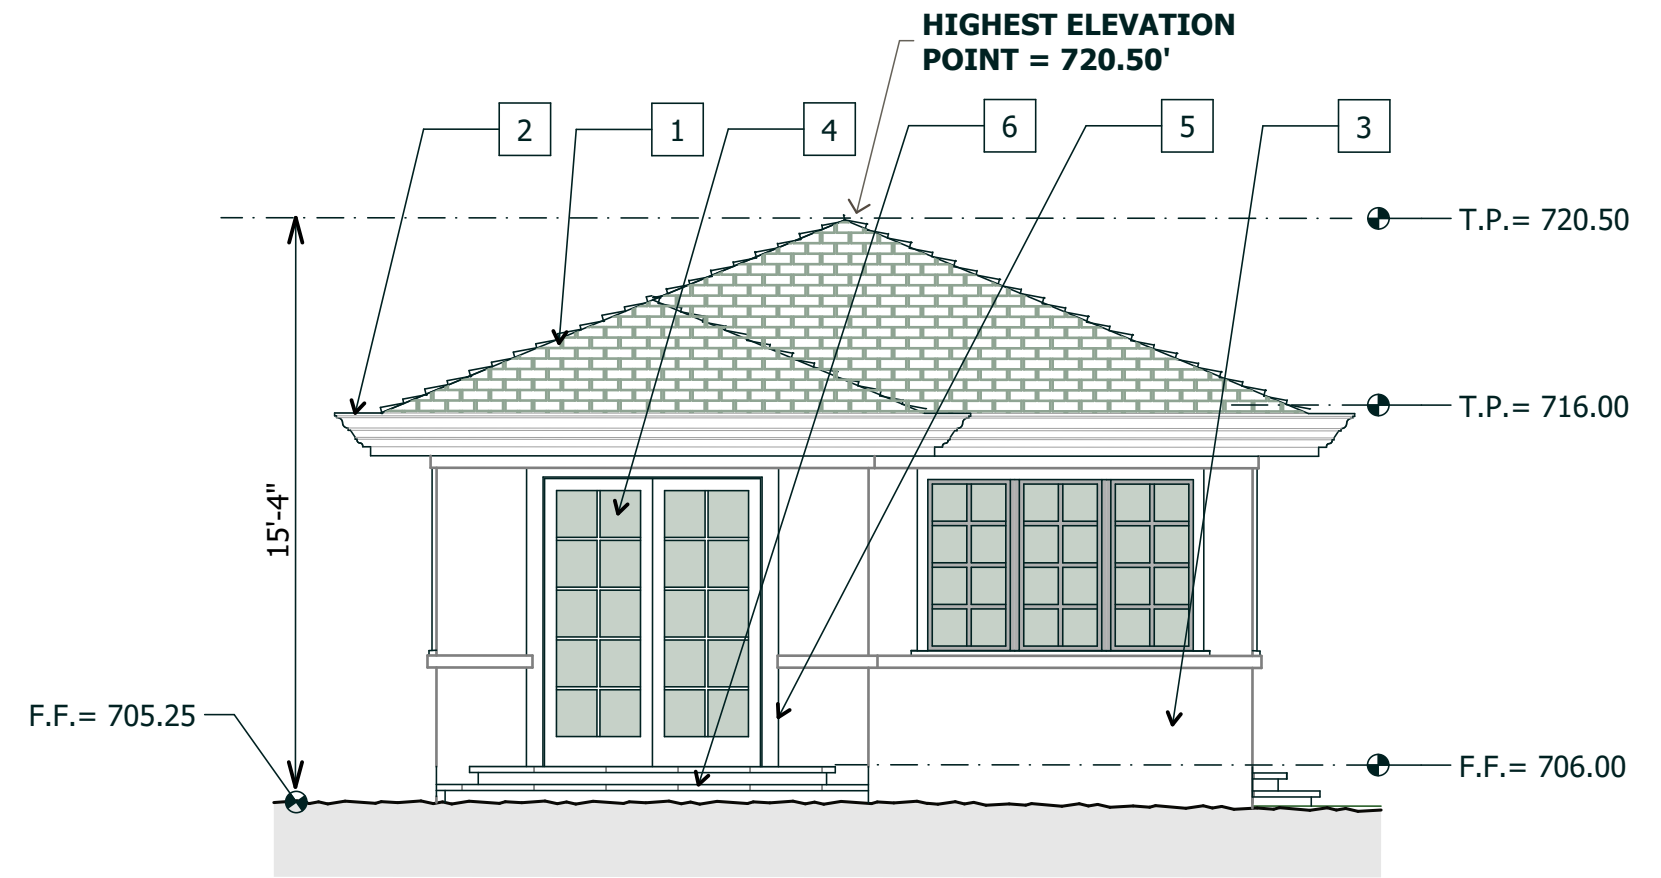 HIGHEST ELEVATION
POINT = 720.50'
2
1
4
6
5
3
T.P.= 720.50
T.P.= 716.00
15'-4"
F.F.= 705.25
F.F.= 706.00